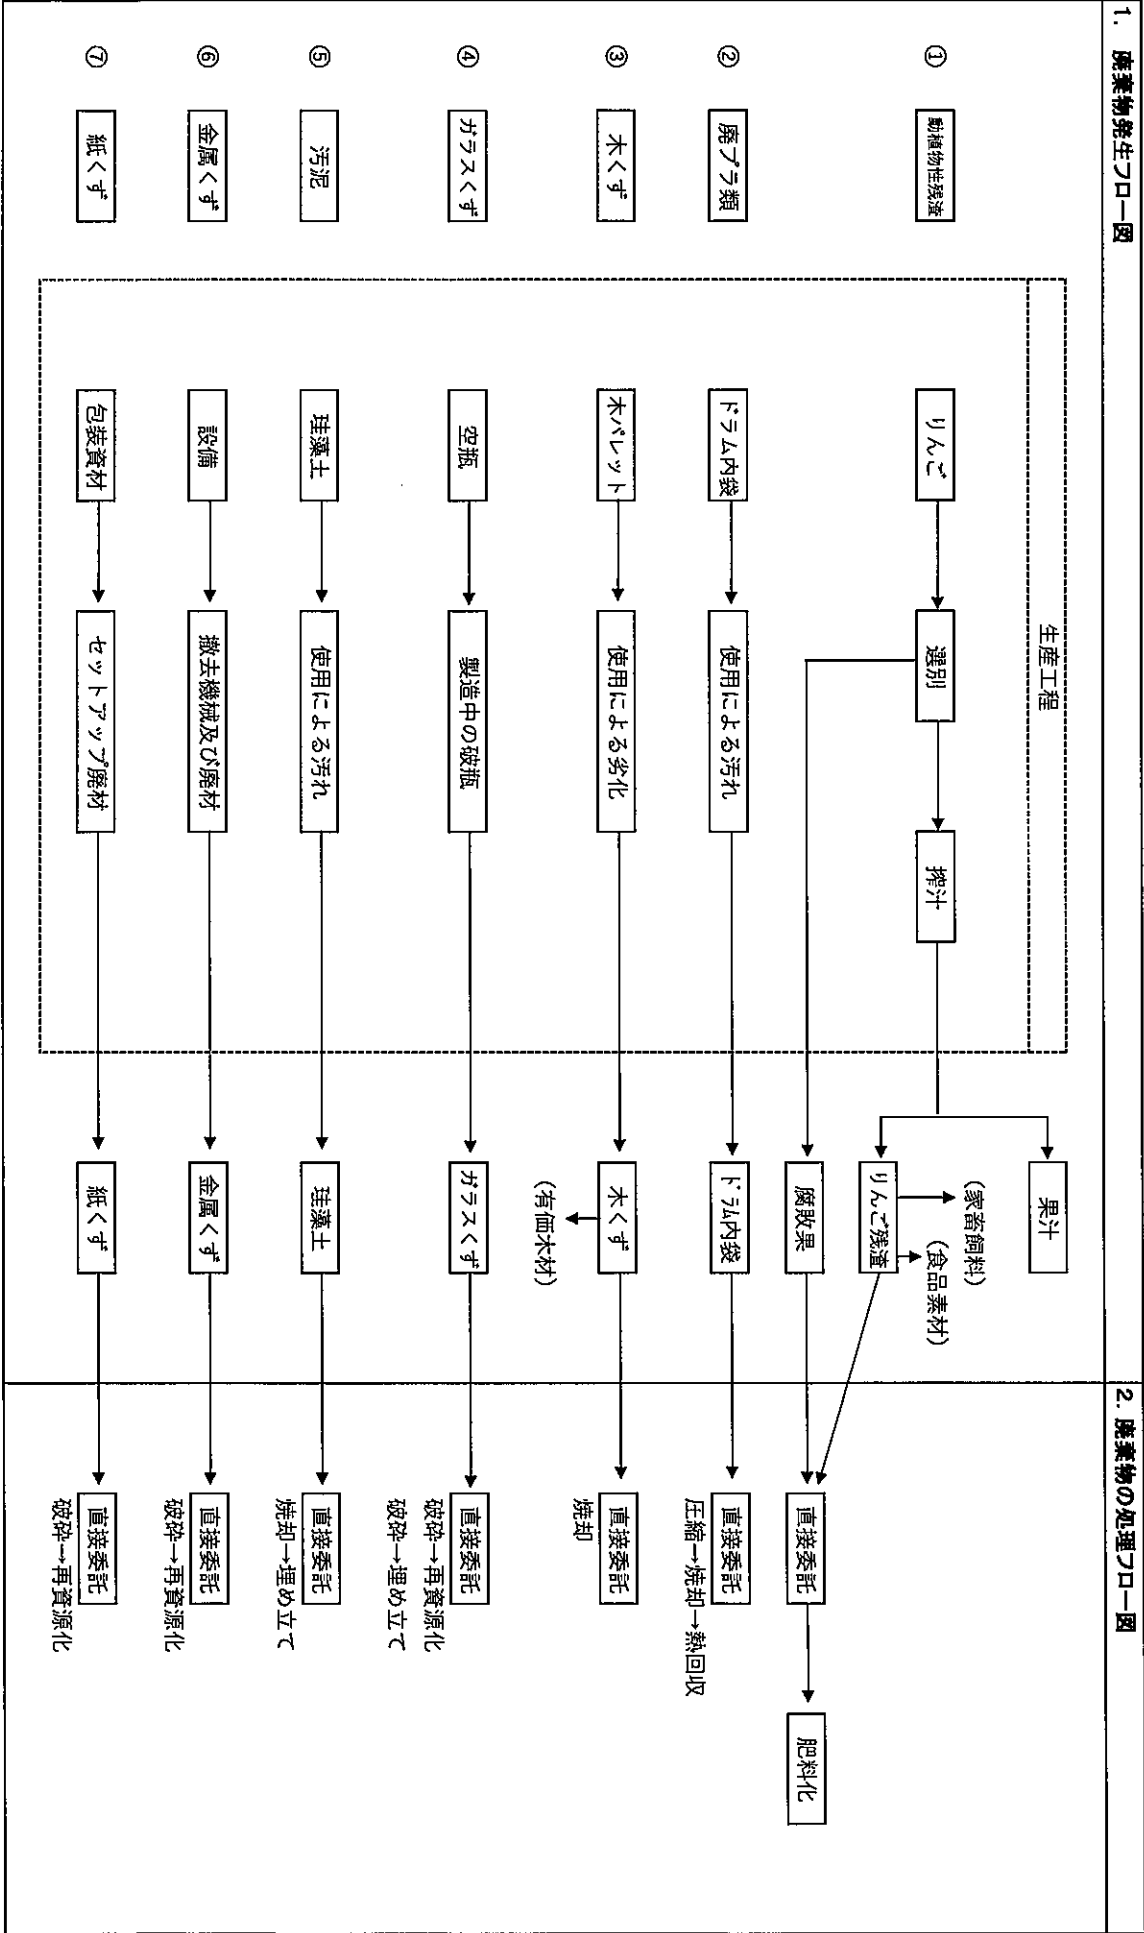 1. 廃棄物発生フロー図
2. 廃棄物の処理フロー図
生産工程
果汁
(家畜飼料)
(食品素材)
①
動植物性残渣
りんご
選別
搾汁
りんご残渣
腐敗果
直接委託
肥料化
②
廃プラ類
ドラム内袋
使用による汚れ
ドラム内袋
直接委託
圧縮→焼却→熱回収
③
木くず
木パレット
使用による劣化
木くず
直接委託
焼却
(有価木材)
④
ガラスくず
空瓶
製造中の破瓶
ガラスくず
直接委託
破砕→再資源化
破砕→埋め立て
⑤
汚泥
珪藻土
使用による汚れ
珪藻土
直接委託
焼却→埋め立て
⑥
金属くず
設備
撤去機械及び廃材
金属くず
直接委託
破砕→再資源化
⑦
紙くず
包装資材
セットアップ廃材
紙くず
直接委託
破砕→再資源化